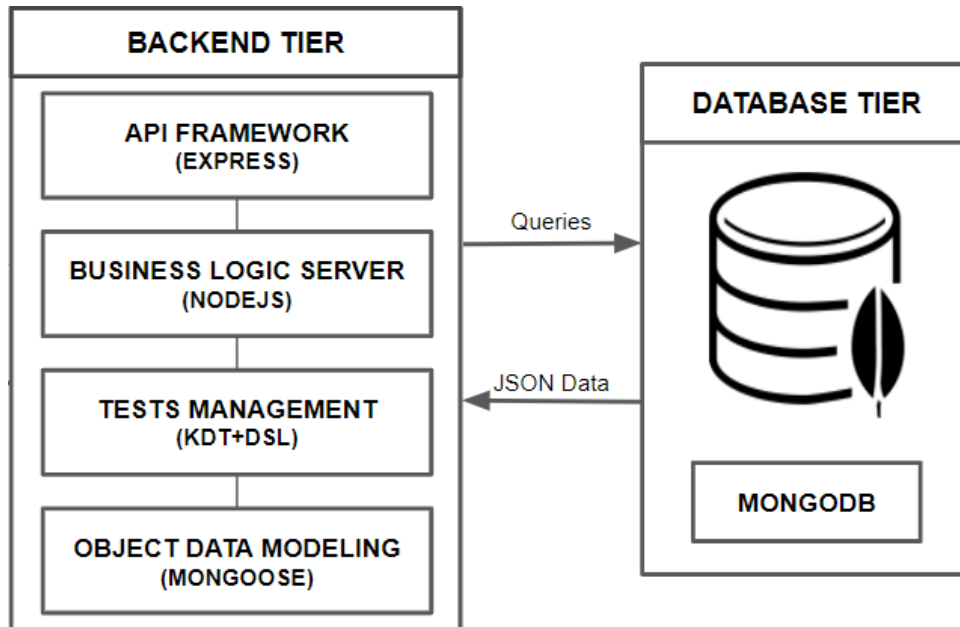 BACKEND TIER
API FRAMEWORK
(EXPRESS)
BUSINESS LOGIC SERVER
(NODEJS)
TESTS MANAGEMENT
(KDT+DSL)
OBJECT DATA MODELING
(MONGOOSE)
Queries
JSON Data
DATABASE TIER
MONGODB